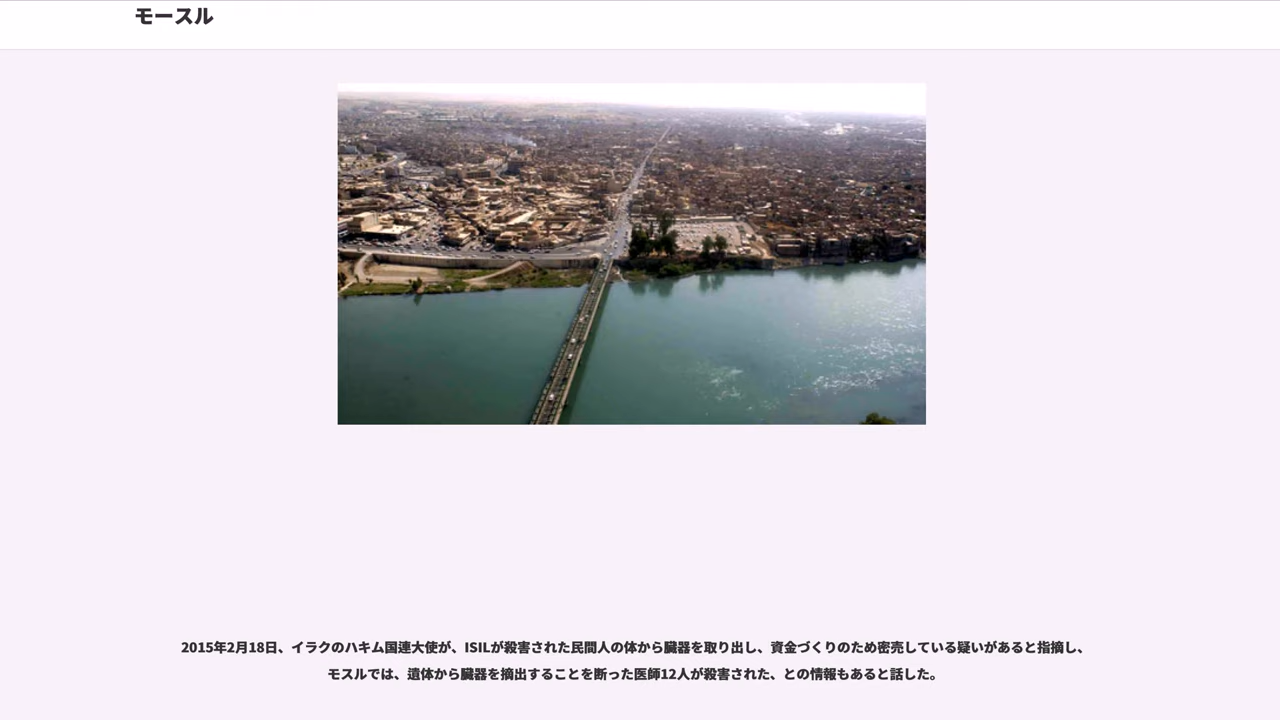 モースル
2015年2月18日、イラクのハキム国連大使が、ISILが殺害された民間人の体から臓器を取り出し、資金づくりのため密売している疑いがあると指摘し、
モスルでは、遺体から臓器を摘出することを断った医師12人が殺害された、との情報もあると話した。